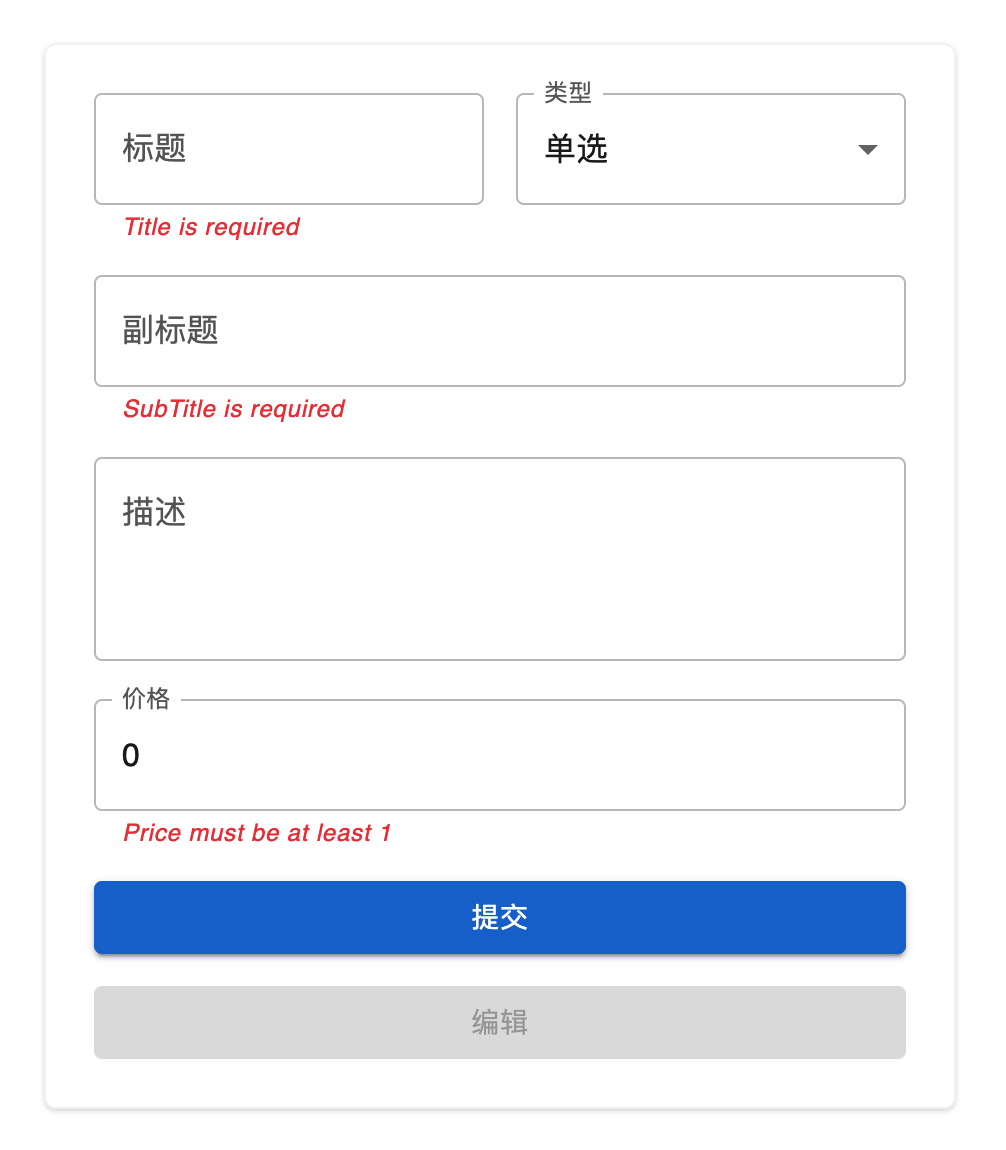 标题
类型
单选
Title is required
副标题
SubTitle is required
描述
价格
0
Price must be at least 1
提交
编辑